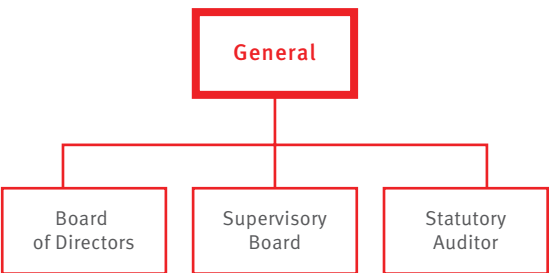 General
Board
of Directors
Supervisory
Board
Statutory
Auditor